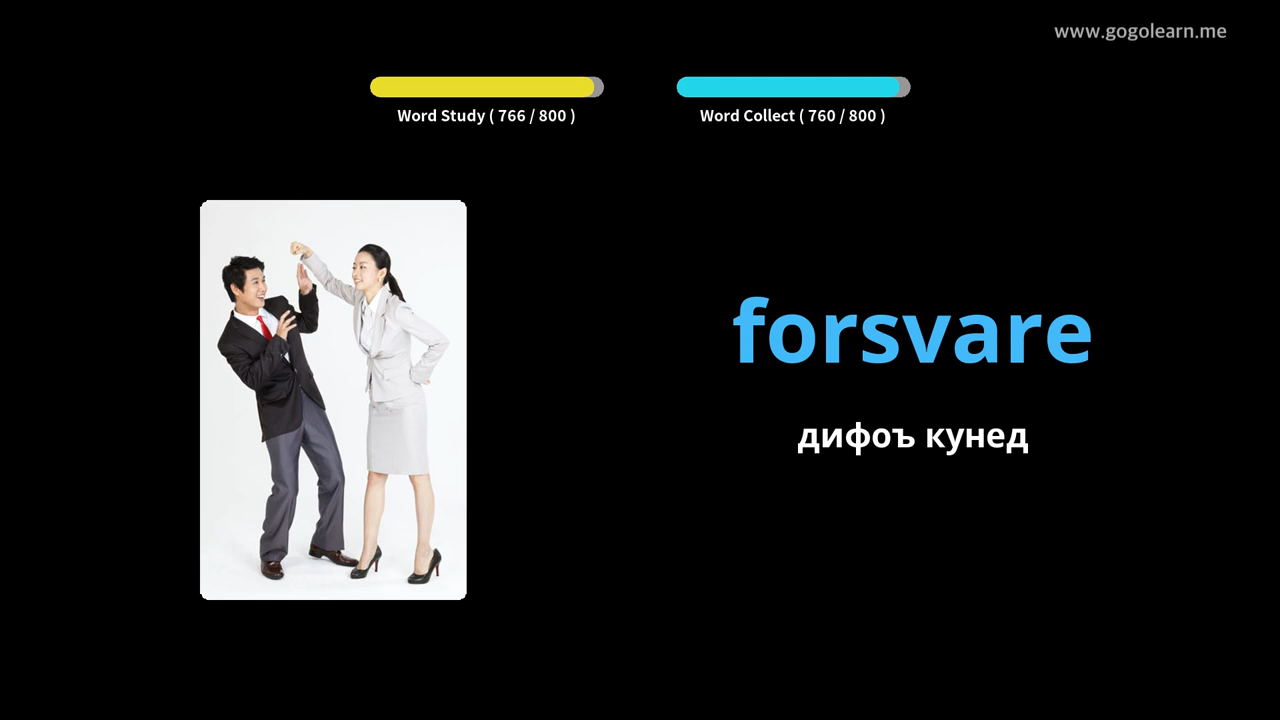 www.gogolearn.me
Word Study ( 766 / 800 )
Word Collect ( 760 / 800 )
forsvare
дифоъ кунед